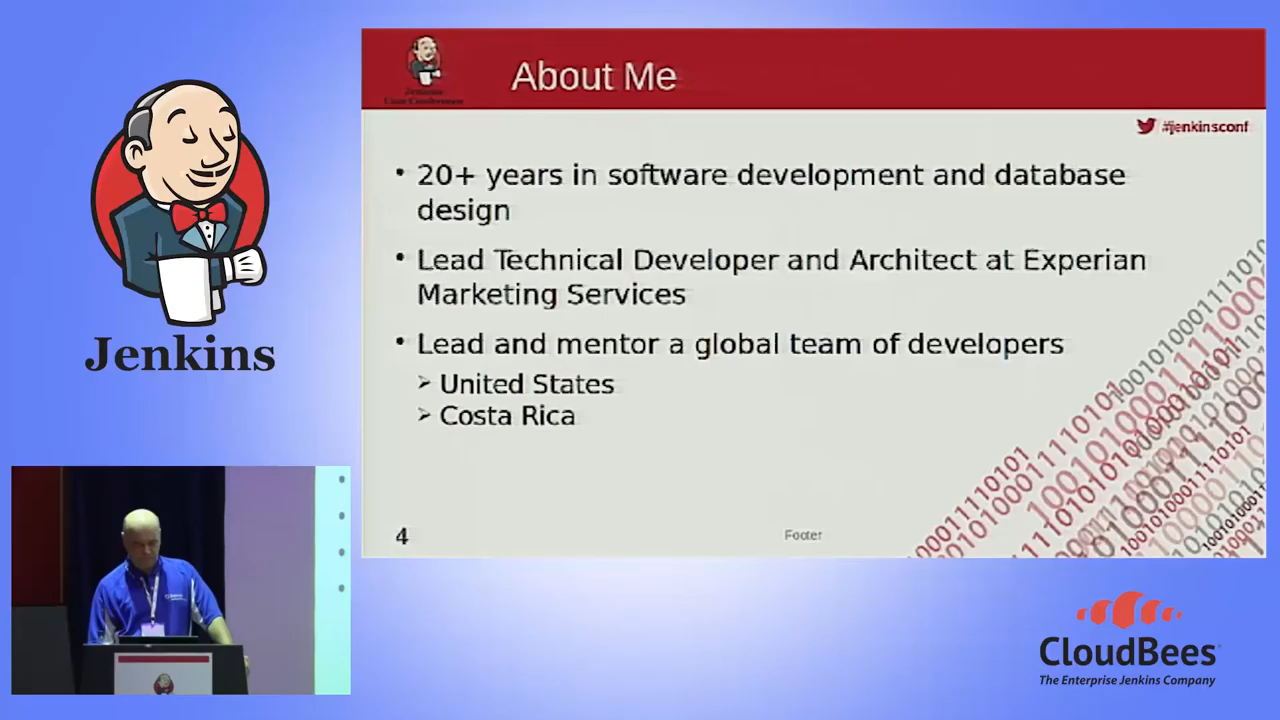 About Me
#jenkinsconf
• 20+ years in software development and database
design
• Lead Technical Developer and Architect at Experian
Marketing Services
• Lead and mentor a global team of developers
➢ United States
➢ Costa Rica
4
Footer
Jenkins
CloudBees
The Enterprise Jenkins Company